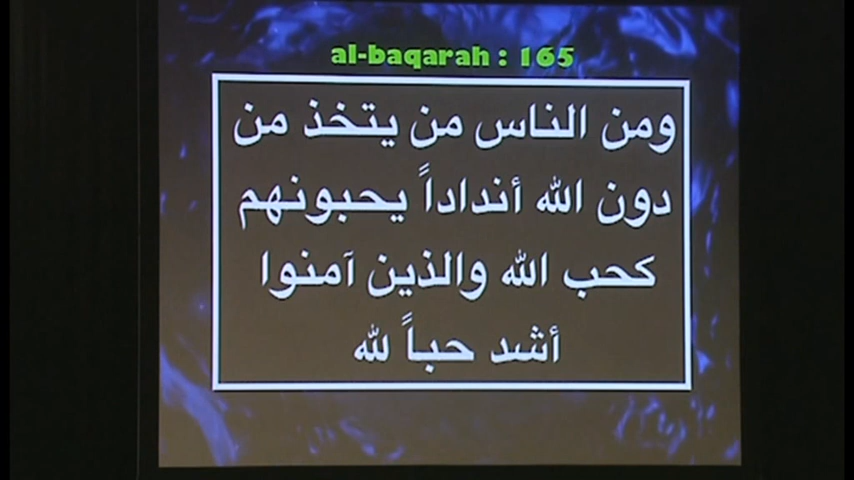 al-baqarah : 165
ومن الناس من يتخذ من
دون الله أنداداً يحبونهم
كحب الله والذين آمنوا
أشد حباً لله